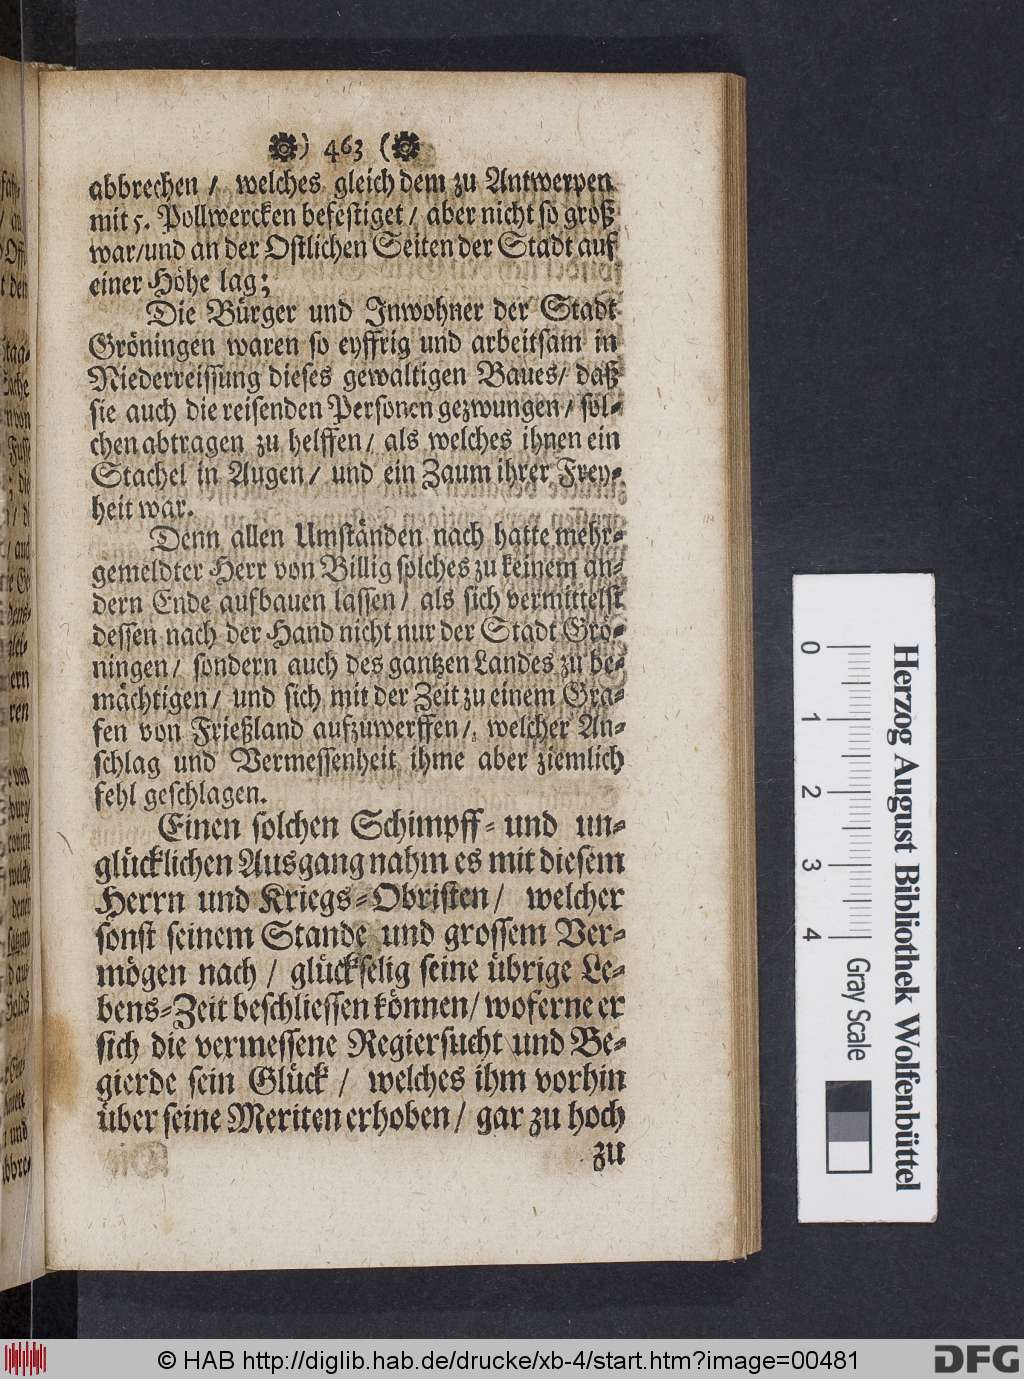 ) 463 (
abbrechen / welches gleich dem zu Antwerpen
mit 5. Pollwercken befestiget / aber nicht so groß
war / und an der Ostlichen Seiten der Stadt auf
einer Höhe lag;
Die Bürger und Inwohner der Stadt
Gröningen waren so eyffrig und arbeitsam in
Niederreissung dieses gewaltigen Baues / daß
sie auch die reisenden Personen gezwungen / sol-
chen abtragen zu helffen / als welches ihnen ein
Stachel in Augen / und ein Zaum ihrer Frey-
heit war.
Denn allen Umständen nach hatte mehr-
gemeldter Herr von Billig solches zu keinem an-
dern Ende aufbauen lassen / als sich vermittelst
dessen nach der Hand nicht nur der Stadt Grö-
ningen / sondern auch des gantzen Landes zu be-
mächtigen / und sich mit der Zeit zu einem Gra-
fen von Frießland aufzuwerffen / welcher An-
schlag und Vermessenheit ihme aber ziemlich
fehl geschlagen.
Einen solchen Schimpff- und un-
glücklichen Ausgang nahm es mit diesem
Herrn und Kriegs-Obristen / welcher
sonst seinem Stande und grossem Ver-
mögen nach / glückselig seine übrige Le-
bens-Zeit beschliessen können / woferne er
sich die vermessene Regiersucht und Be-
gierde sein Glück / welches ihm vorhin
über seine Meriten erhoben / gar zu hoch
zu
0 1 2 3 4 Gray Scale
Herzog August Bibliothek Wolfenbüttel
© HAB http://diglib.hab.de/drucke/xb-4/start.htm?image=00481
DFG